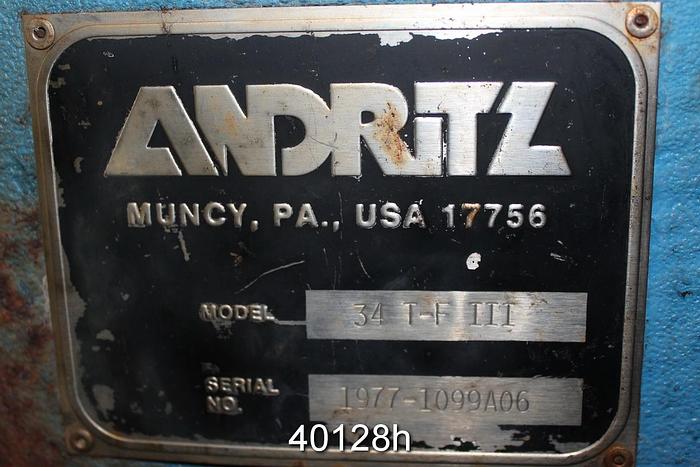 ANDRITZ
MUNCY, PA., USA 17756
MODEL 34 T-F III
SERIAL NO. 1977-1099A06
40128h